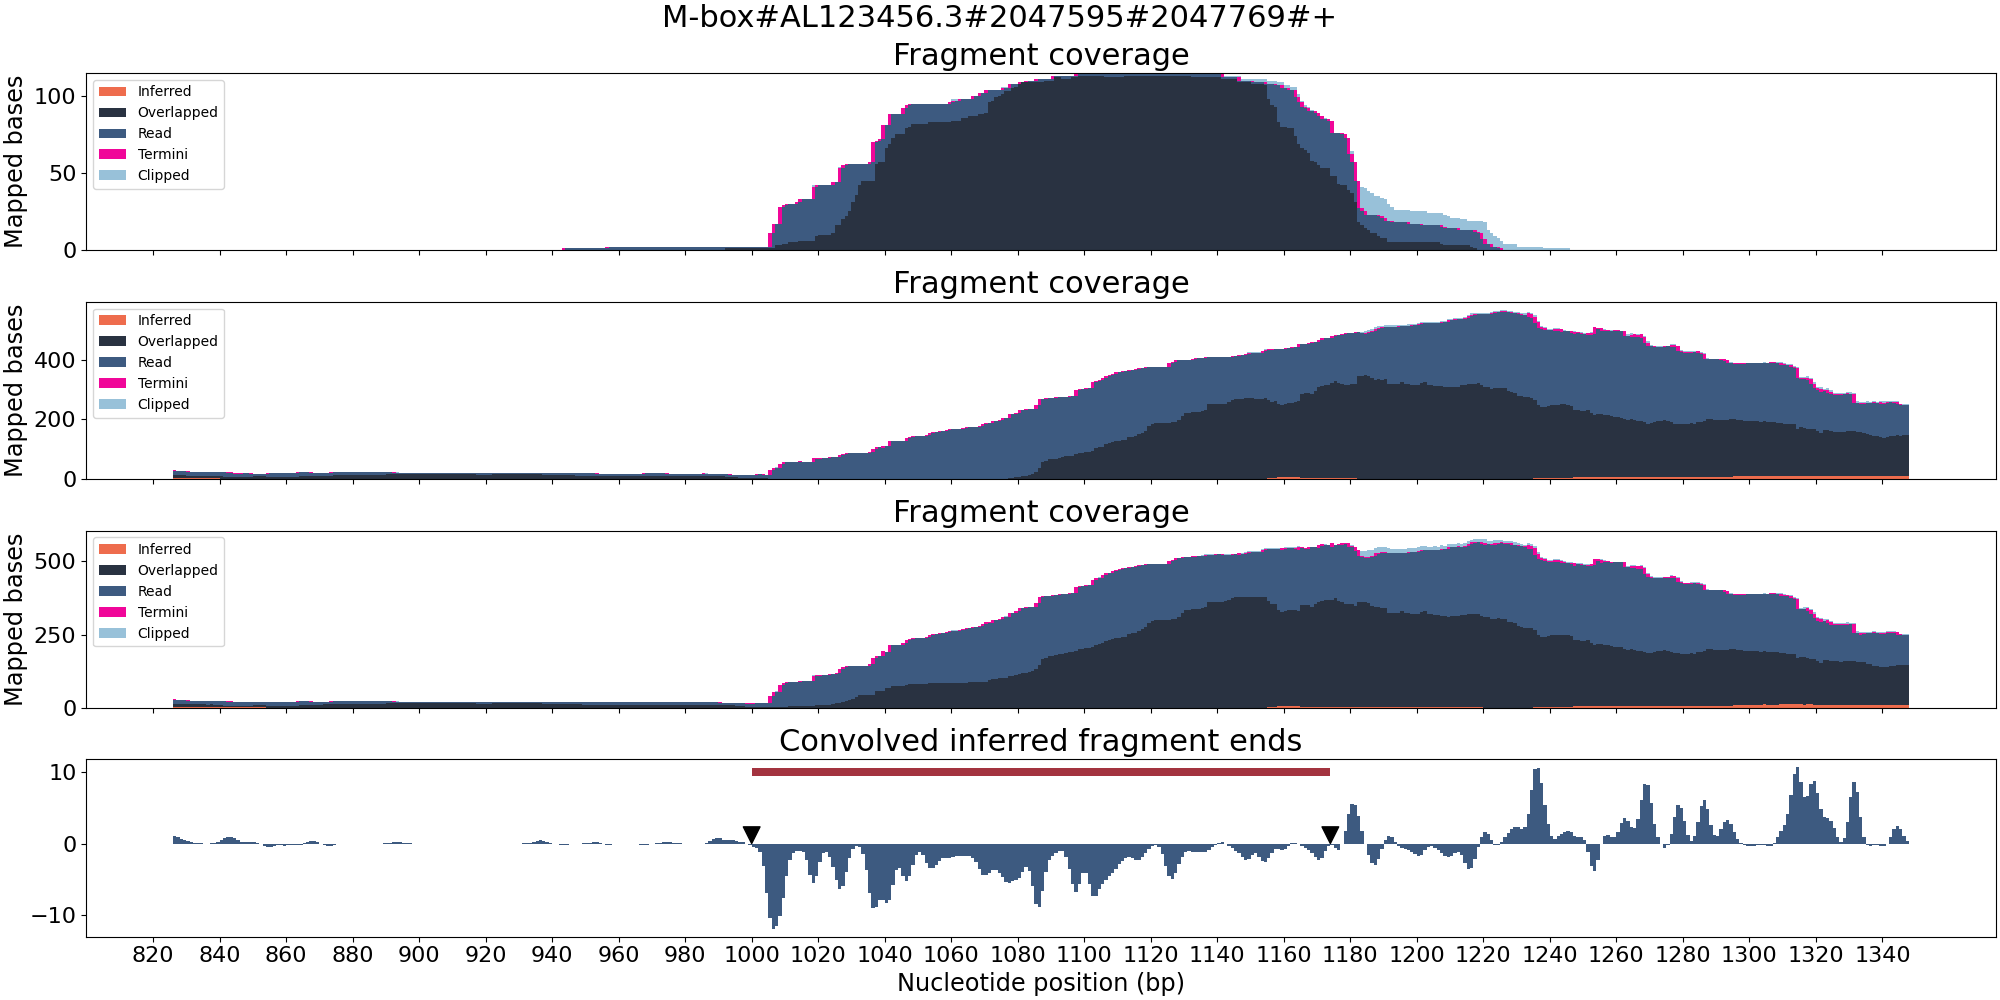 M-box#AL123456.3#2047595#2047769#+
Fragment coverage
Mapped bases
100
50
0
Inferred
Overlapped
Read
Termini
Clipped
Fragment coverage
Mapped bases
400
200
0
Inferred
Overlapped
Read
Termini
Clipped
Fragment coverage
Mapped bases
500
250
0
Inferred
Overlapped
Read
Termini
Clipped
Convolved inferred fragment ends
10
0
−10
820 840 860 880 900 920 940 960 980 1000 1020 1040 1060 1080 1100 1120 1140 1160 1180 1200 1220 1240 1260 1280 1300 1320 1340
Nucleotide position (bp)